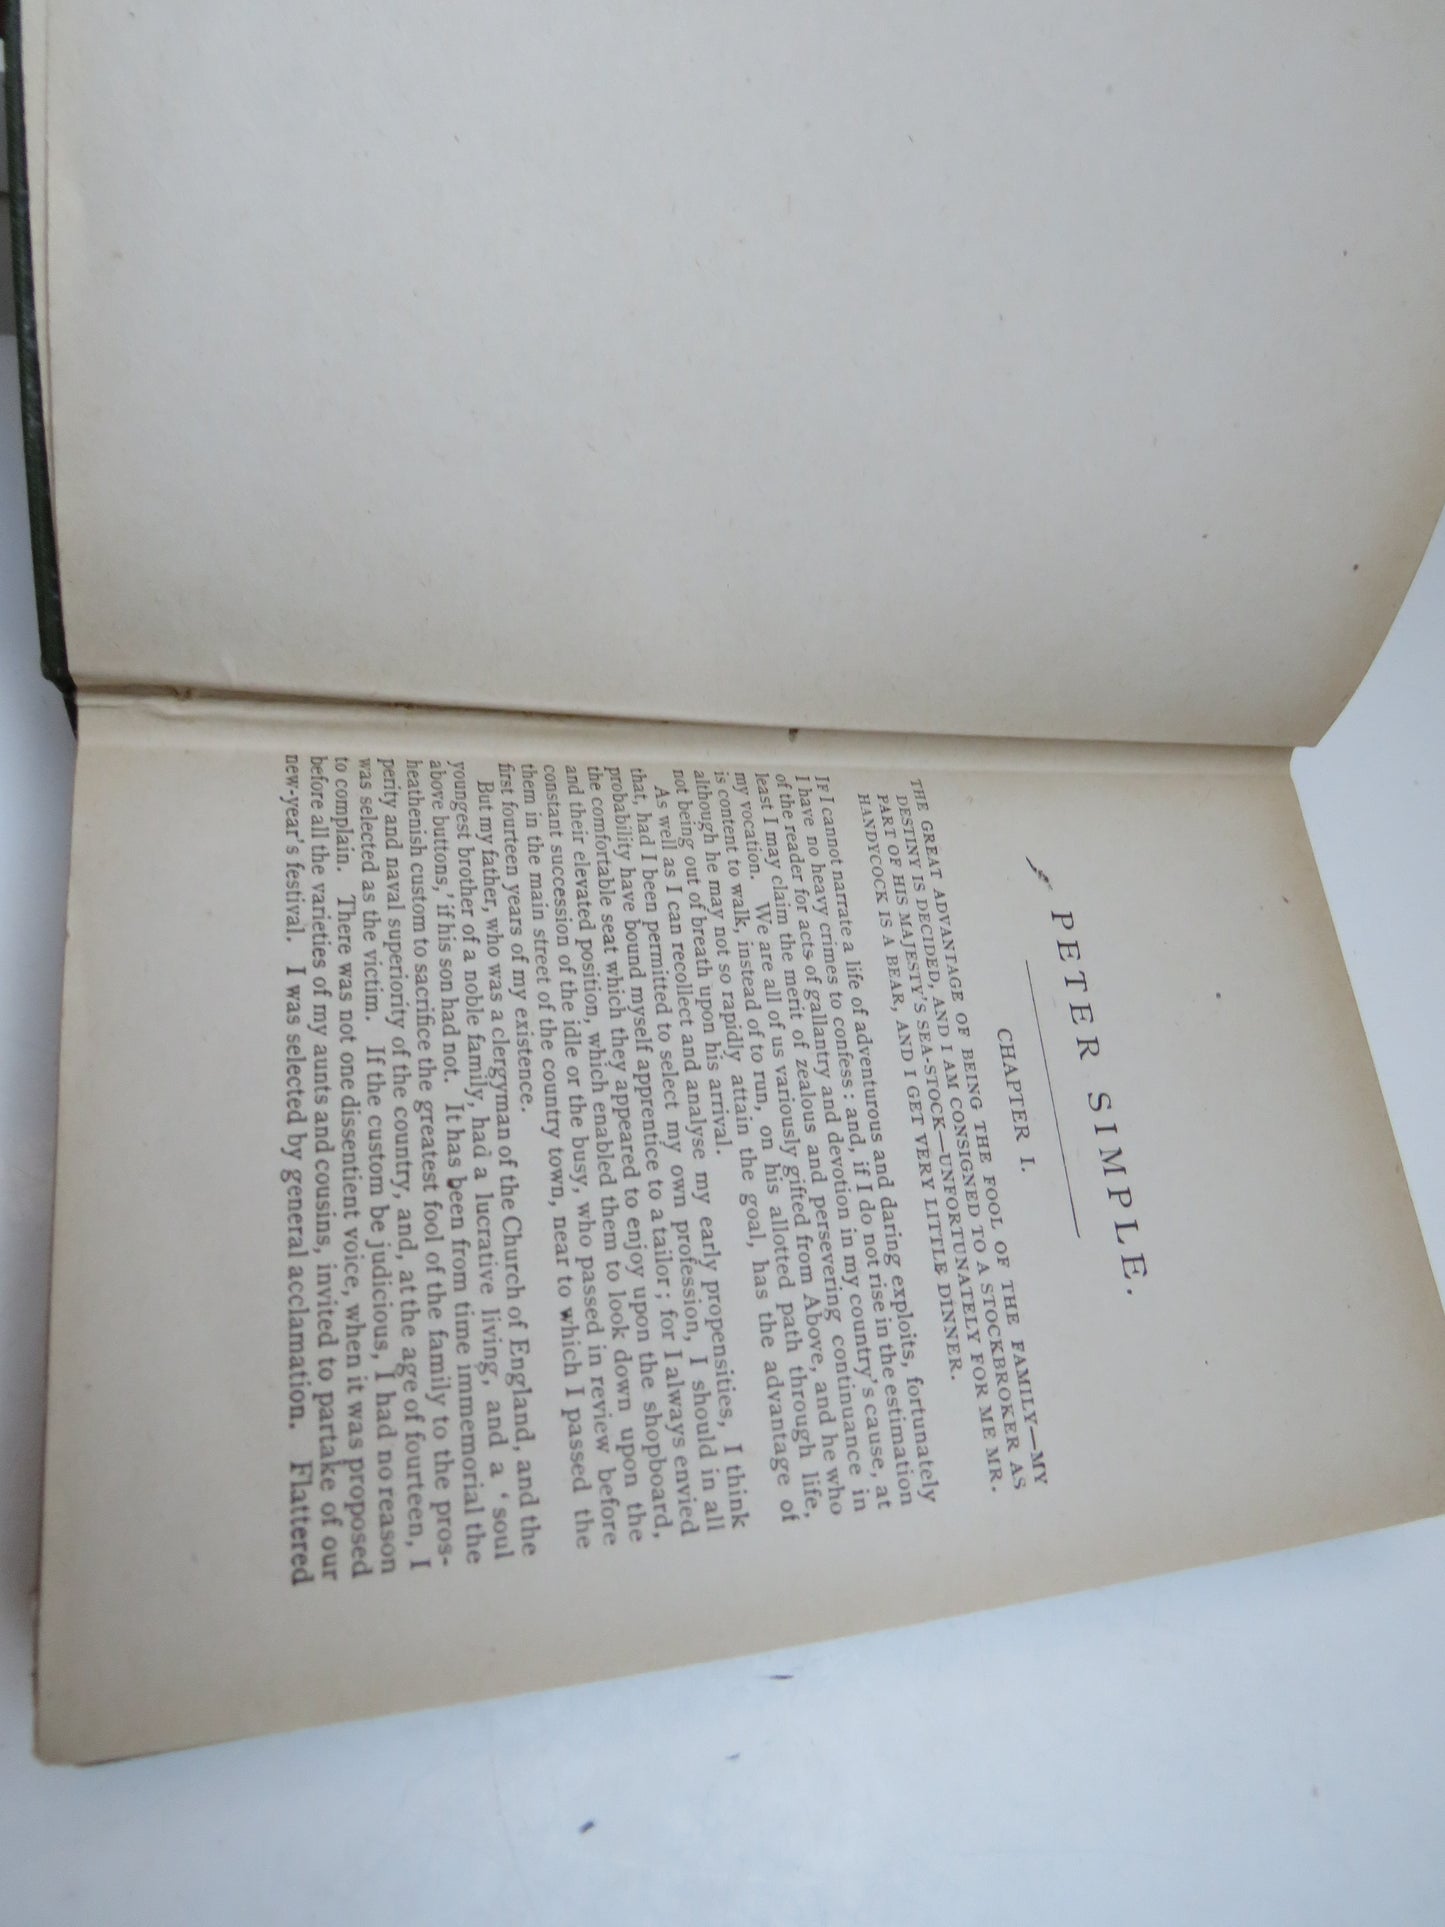 PETER SIMPLE.
CHAPTER I.
THE GREAT ADVANTAGE OF BEING THE FOOL OF THE FAMILY—MY
DESTINY IS DECIDED, AND I AM CONSIGNED TO A STOCKBROKER AS
PART OF HIS MAJESTY'S SEA-STOCK—UNFORTUNATELY FOR ME MR.
HANDYCOCK IS A BEAR, AND I GET VERY LITTLE DINNER.
IF I cannot narrate a life of adventurous and daring exploits, fortunately
I have no heavy crimes to confess: and, if I do not rise in the estimation
of the reader for acts of gallantry and devotion in my country's cause, at
least I may claim the merit of zealous and persevering continuance in
my vocation. We are all of us variously gifted from Above, and he who
is content to walk, instead of to run, on his allotted path through life,
although he may not so rapidly attain the goal, has the advantage of
not being out of breath upon his arrival.
As well as I can recollect and analyse my early propensities, I think
that, had I been permitted to select my own profession, I should in all
probability have bound myself apprentice to a tailor; for I always envied
the comfortable seat which they appeared to enjoy upon the shopboard,
and their elevated position, which enabled them to look down upon the
constant succession of the idle or the busy, who passed in review before
them in the main street of the country town, near to which I passed the
first fourteen years of my existence.
But my father, who was a clergyman of the Church of England, and the
youngest brother of a noble family, had a lucrative living, and a 'soul
above buttons,' if his son had not. It has been from time immemorial the
heathenish custom to sacrifice the greatest fool of the family to the pros-
perity and naval superiority of the country, and, at the age of fourteen, I
was selected as the victim. If the custom be judicious, I had no reason
to complain. There was not one dissentient voice, when it was proposed
before all the varieties of my aunts and cousins, invited to partake of our
new-year's festival. I was selected by general acclamation. Flattered